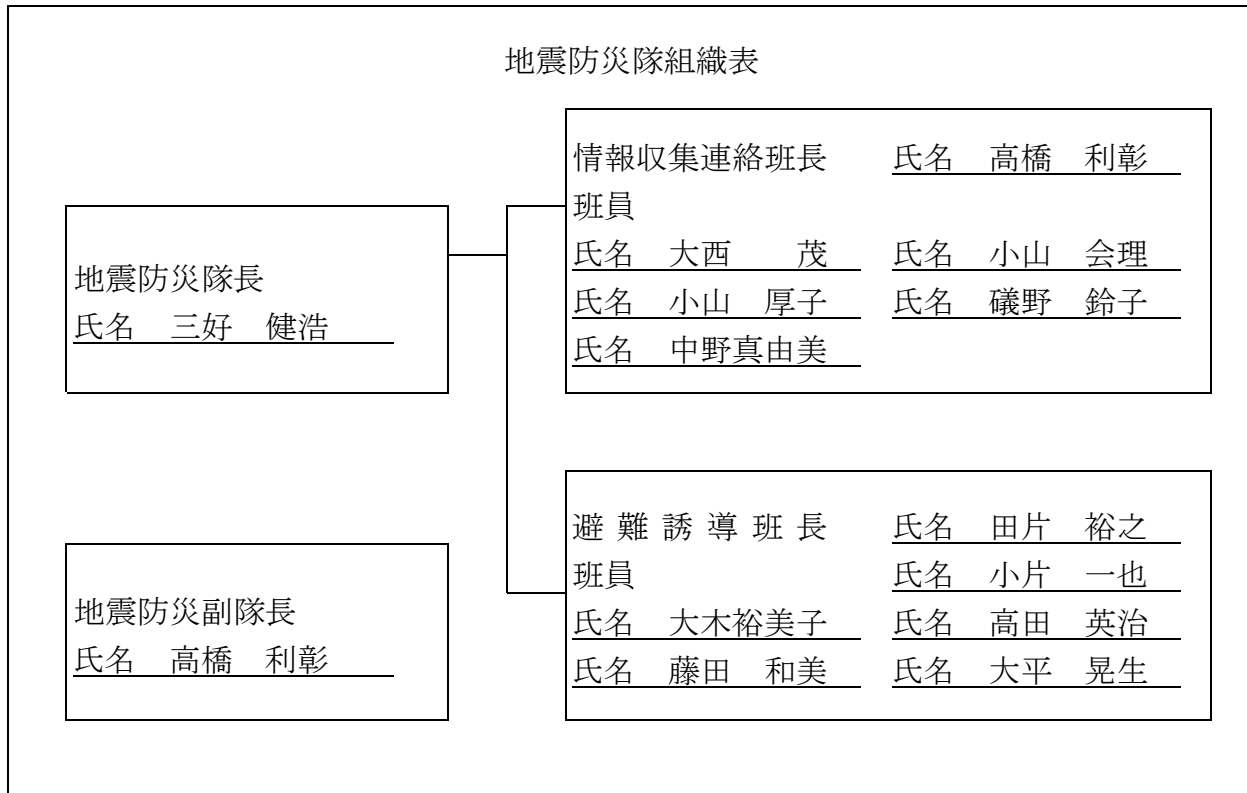 地震防災隊組織表
地震防災隊長
氏名　三好　健浩
地震防災副隊長
氏名　高橋　利彰
情報収集連絡班長　　氏名　高橋　利彰
班員
氏名　大西　　茂　　氏名　小山　会理
氏名　小山　厚子　　氏名　礒野　鈴子
氏名　中野真由美
避 難 誘 導 班 長　　氏名　田片　裕之
班員　　氏名　小片　一也
氏名　大木裕美子　　氏名　高田　英治
氏名　藤田　和美　　氏名　大平　晃生